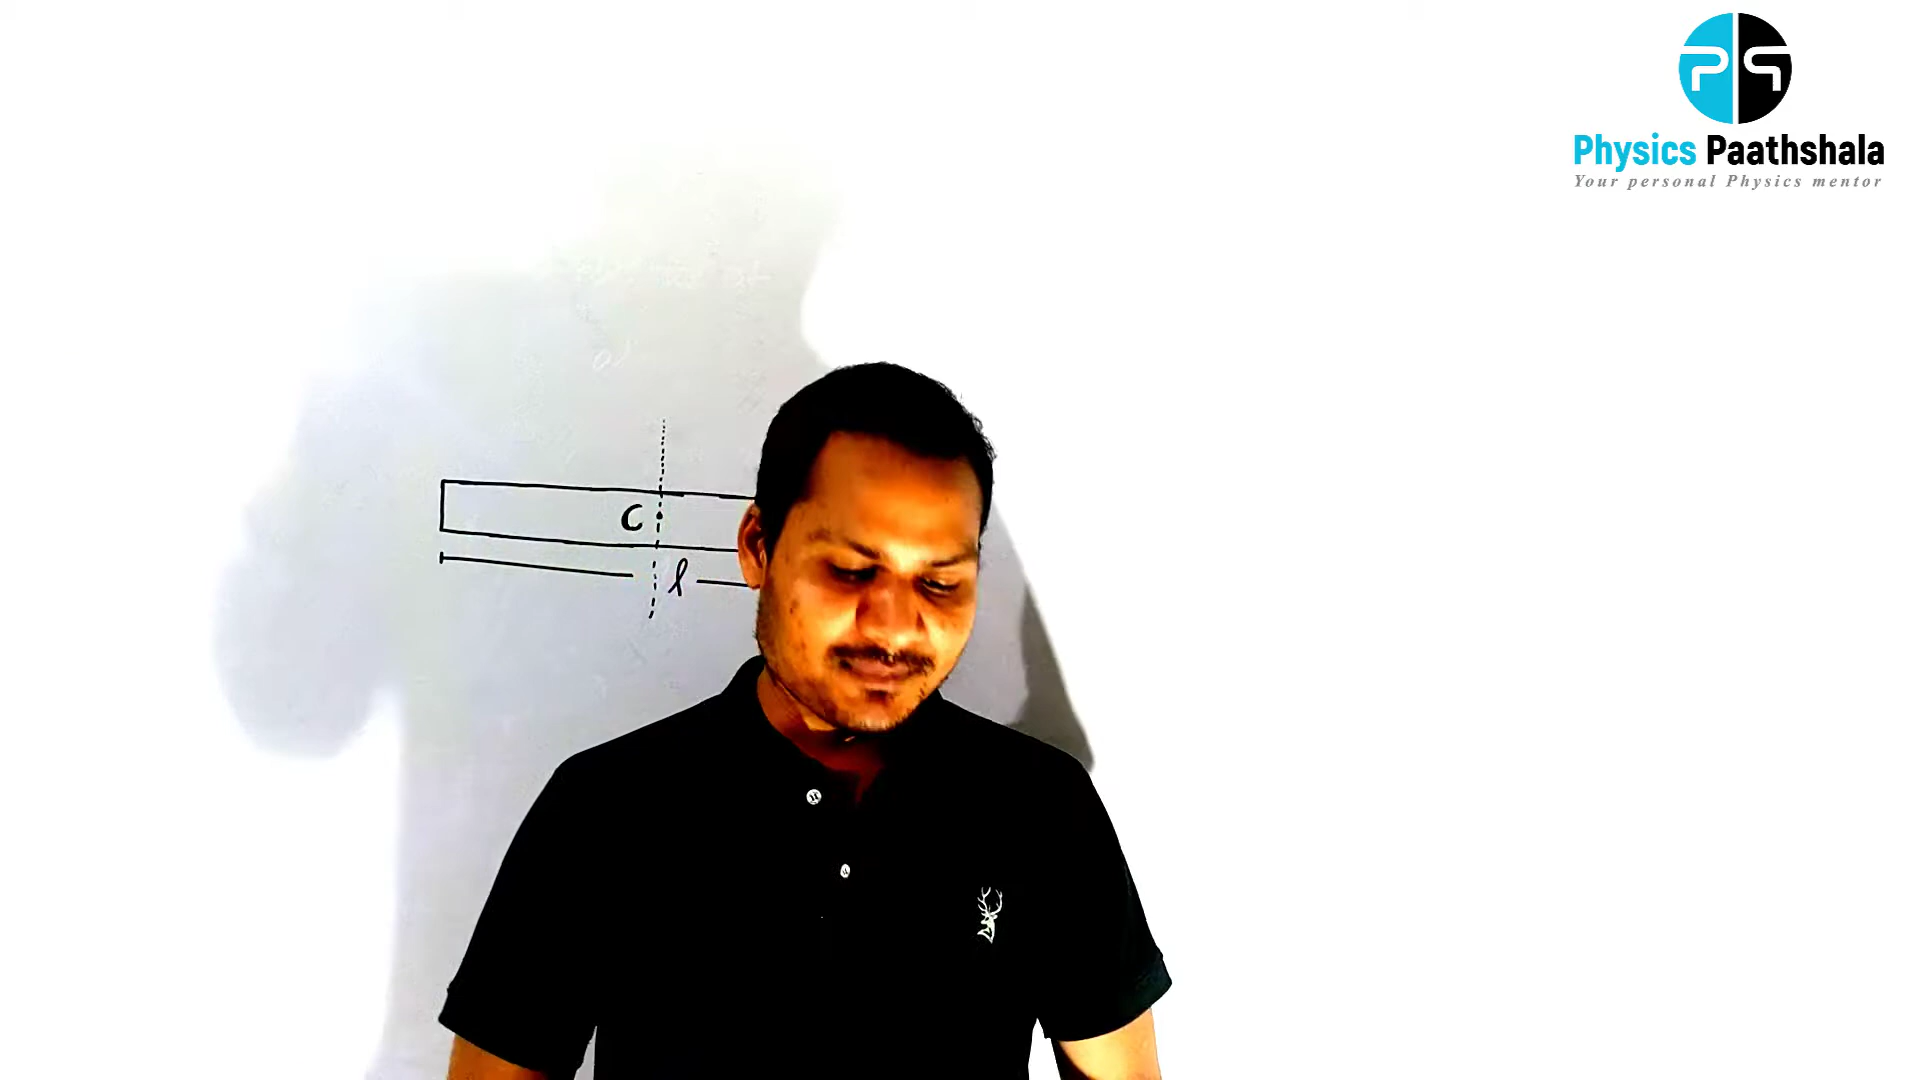 Physics Paathshala
Your personal Physics mentor
C
l